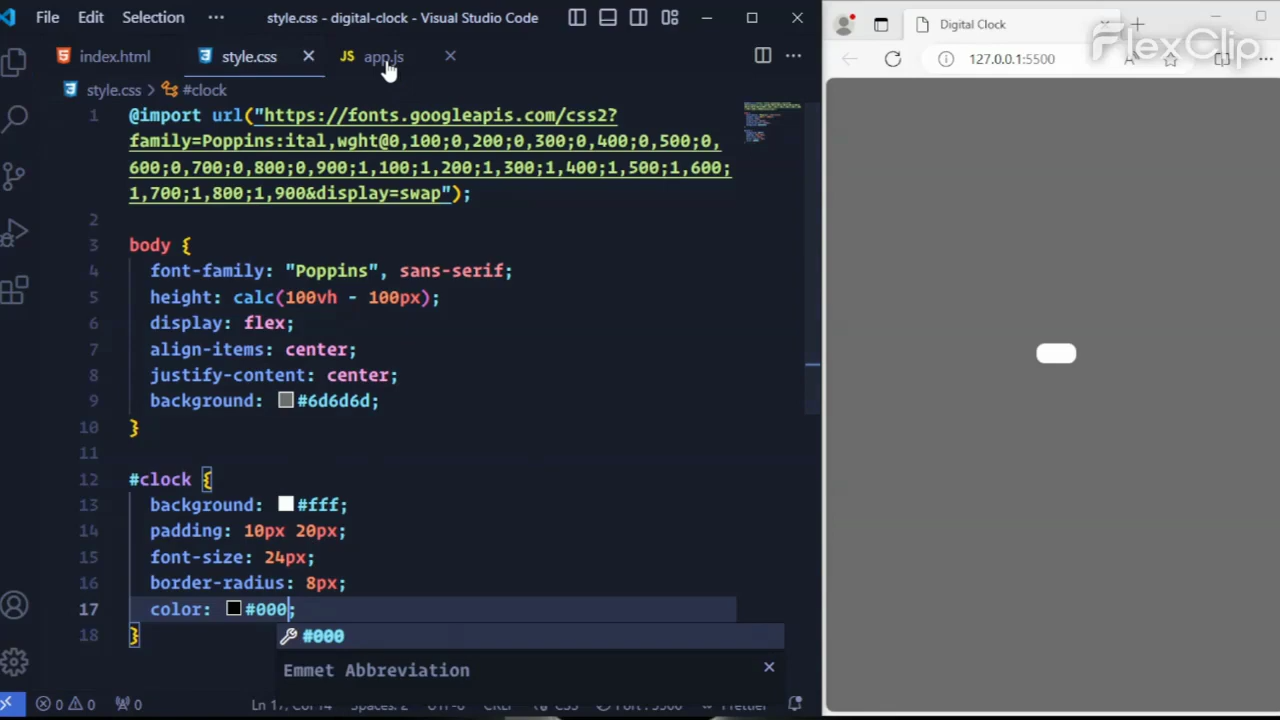 File Edit Selection ··· style.css - digital-clock - Visual Studio Code
index.html style.css JS app.js
style.css > #clock
1 @import url("https://fonts.googleapis.com/css2?
family=Poppins:ital,wght@0,100;0,200;0,300;0,400;0,500;0,
600;0,700;0,800;0,900;1,100;1,200;1,300;1,400;1,500;1,600;
1,700;1,800;1,900&display=swap");
2
3 body {
4 font-family: "Poppins", sans-serif;
5 height: calc(100vh - 100px);
6 display: flex;
7 align-items: center;
8 justify-content: center;
9 background: #6d6d6d;
10 }
11
12 #clock {
13 background: #fff;
14 padding: 10px 20px;
15 font-size: 24px;
16 border-radius: 8px;
17 color: #000;
18 }
#000
Emmet Abbreviation
0 0 0 Ln 17, Col 14
Digital Clock
FlexClip
127.0.0.1:5500